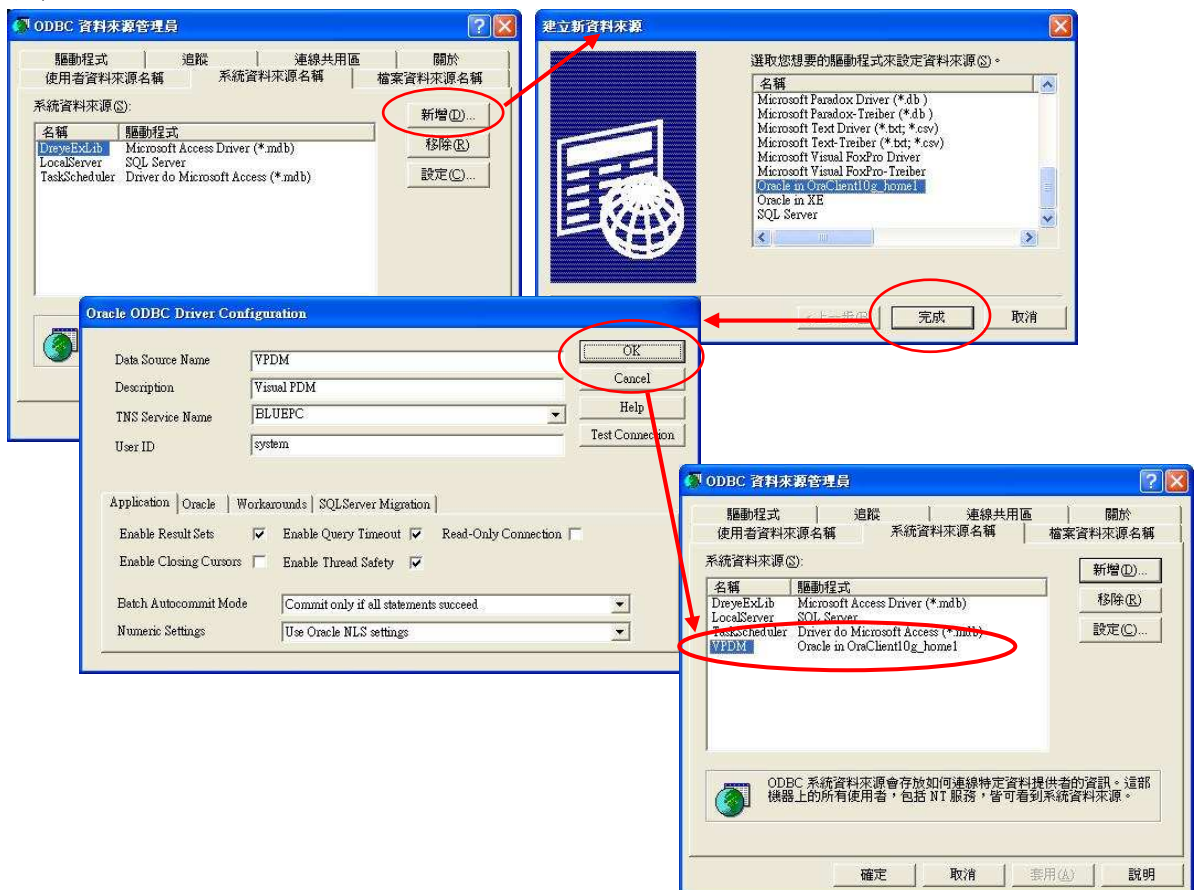 ODBC 資料來源管理員
驅動程式 追蹤 連線共用區 關於
使用者資料來源名稱 系統資料來源名稱 檔案資料來源名稱
系統資料來源(S):
名稱 驅動程式
DreyeExLib Microsoft Access Driver (*.mdb)
LocalServer SQL Server
TaskScheduler Driver do Microsoft Access (*.mdb)
新增(D)...
移除(R)
設定(C)...
建立新資料來源
選取您想要的驅動程式來設定資料來源(S)。
名稱
Microsoft Paradox Driver (*.db )
Microsoft Paradox-Treiber (*.db )
Microsoft Text Driver (*.txt; *.csv)
Microsoft Text-Treiber (*.txt; *.csv)
Microsoft Visual FoxPro Driver
Microsoft Visual FoxPro-Treiber
Oracle in OraClient10g_home1
Oracle in XE
SQL Server
<上一步(B) 完成 取消
Oracle ODBC Driver Configuration
Data Source Name VPDM
Description Visual PDM
TNS Service Name BLUEPC
User ID system
OK
Cancel
Help
Test Connection
Application Oracle Workarounds SQLServer Migration
Enable Result Sets Enable Query Timeout Read-Only Connection
Enable Closing Cursors Enable Thread Safety
Batch Autocommit Mode Commit only if all statements succeed
Numeric Settings Use Oracle NLS settings
ODBC 資料來源管理員
驅動程式 追蹤 連線共用區 關於
使用者資料來源名稱 系統資料來源名稱 檔案資料來源名稱
系統資料來源(S):
名稱 驅動程式
DreyeExLib Microsoft Access Driver (*.mdb)
LocalServer SQL Server
TaskScheduler Driver do Microsoft Access (*.mdb)
VPDM Oracle in OraClient10g_home1
新增(D)...
移除(R)
設定(C)...
ODBC 系統資料來源會存放如何連線特定資料提供者的資訊。這部
機器上的所有使用者，包括 NT 服務，皆可看到系統資料來源。
確定 取消 套用(A) 說明